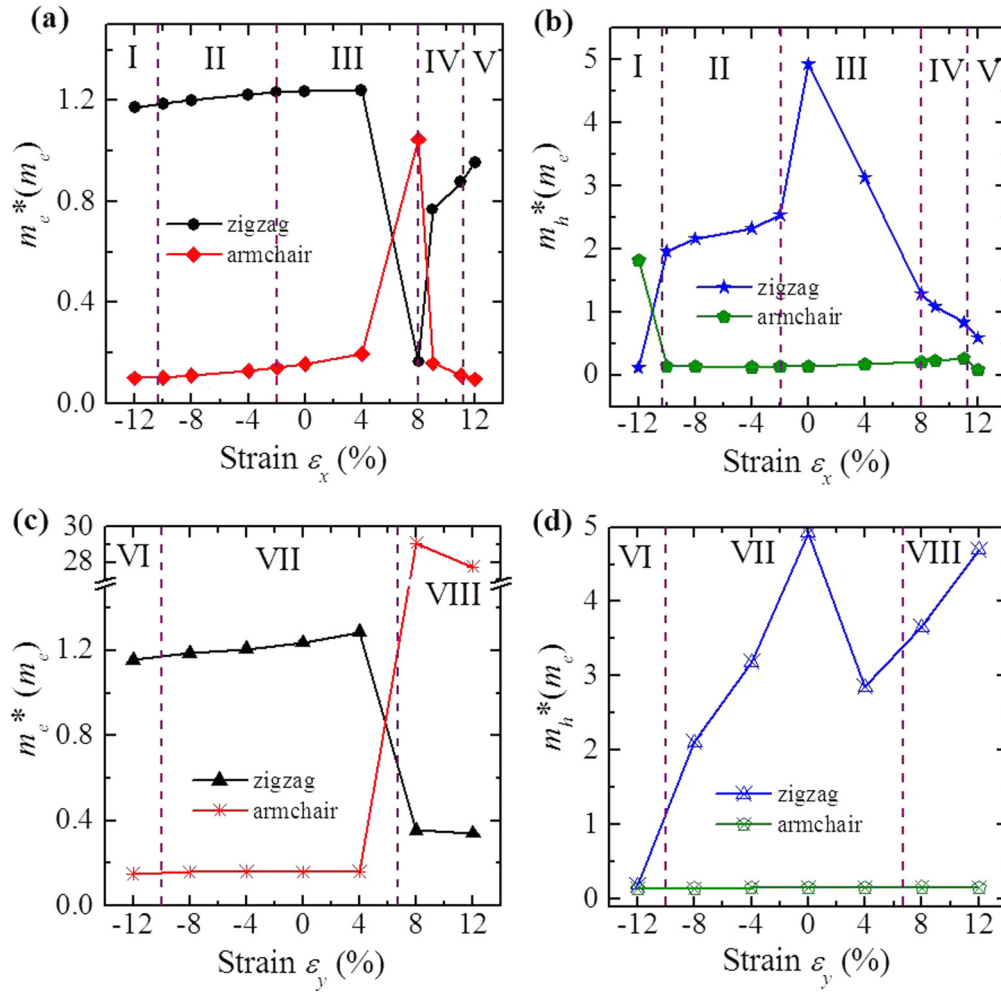 (a)
I
II
III
IV
V
1.2
0.8
0.4
0.0
m_e*(m_e)
zigzag
armchair
-12 -8 -4 0 4 8 12
Strain ε_x (%)
(b)
I
II
III
IV
V
5
4
3
2
1
0
m_h*(m_e)
zigzag
armchair
-12 -8 -4 0 4 8 12
Strain ε_x (%)
(c)
VI
VII
VIII
30
28
1.2
0.8
0.4
0.0
m_e*(m_e)
zigzag
armchair
-12 -8 -4 0 4 8 12
Strain ε_y (%)
(d)
VI
VII
VIII
5
4
3
2
1
0
m_h*(m_e)
zigzag
armchair
-12 -8 -4 0 4 8 12
Strain ε_y (%)